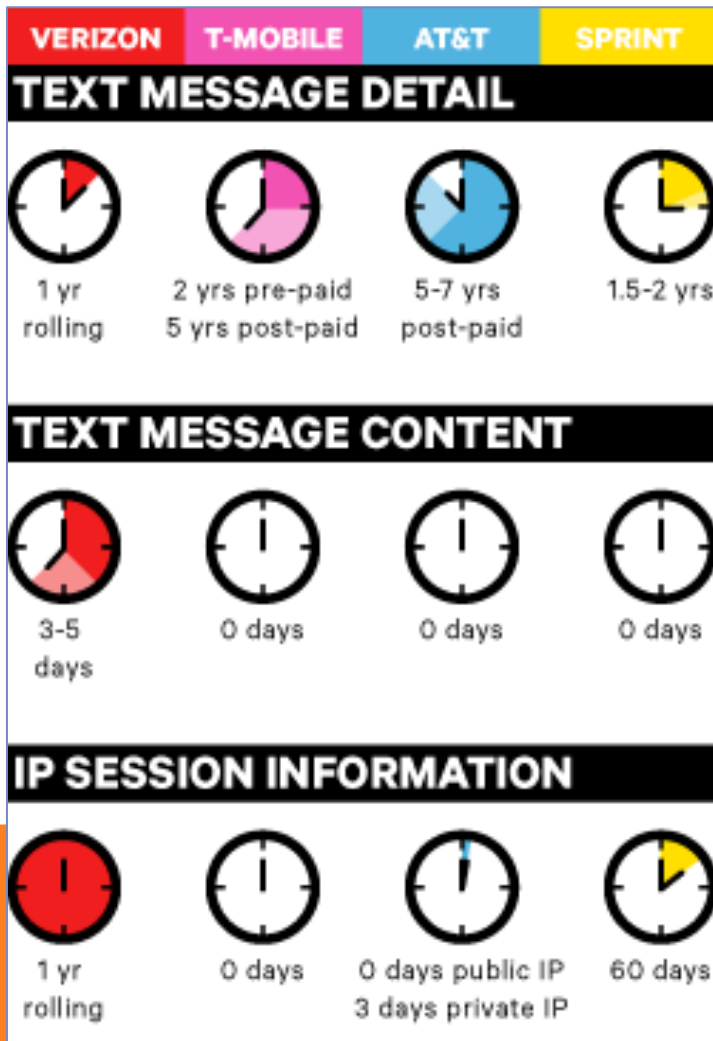 VERIZON T-MOBILE AT&T SPRINT
TEXT MESSAGE DETAIL
1 yr 2 yrs pre-paid 5-7 yrs 1.5-2 yrs
rolling 5 yrs post-paid post-paid
TEXT MESSAGE CONTENT
3-5 0 days 0 days 0 days
days
IP SESSION INFORMATION
1 yr 0 days 0 days public IP 60 days
rolling 3 days private IP